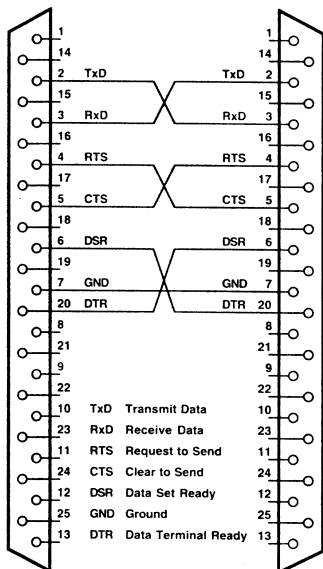 1 1
14 14
2 TxD TxD 2
15 15
3 RxD RxD 3
16 16
4 RTS RTS 4
17 17
5 CTS CTS 5
18 18
6 DSR DSR 6
19 19
7 GND GND 7
20 DTR DTR 20
8 8
21 21
9 9
22 22
10 TxD Transmit Data 10
23 RxD Receive Data 23
11 RTS Request to Send 11
24 CTS Clear to Send 24
12 DSR Data Set Ready 12
25 GND Ground 25
13 DTR Data Terminal Ready 13